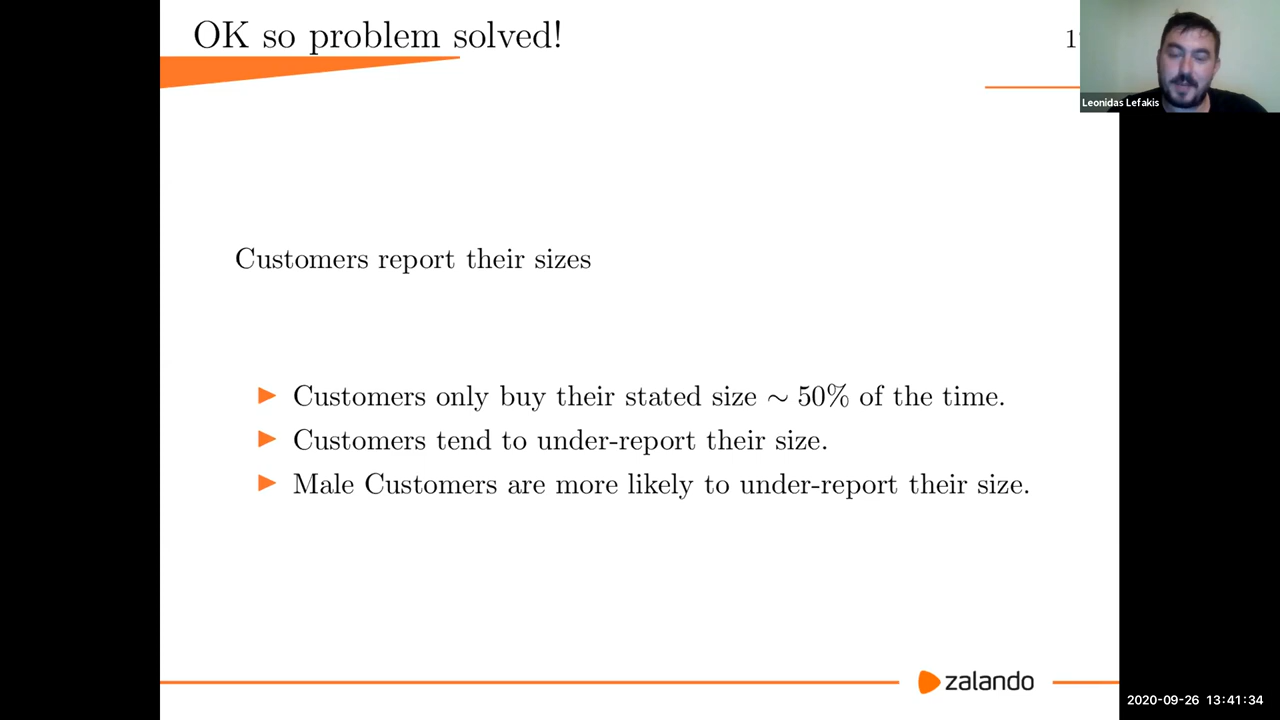 OK so problem solved!
Leonidas Lefakis
Customers report their sizes
Customers only buy their stated size ∼ 50% of the time.
Customers tend to under-report their size.
Male Customers are more likely to under-report their size.
zalando
2020-09-26 13:41:34